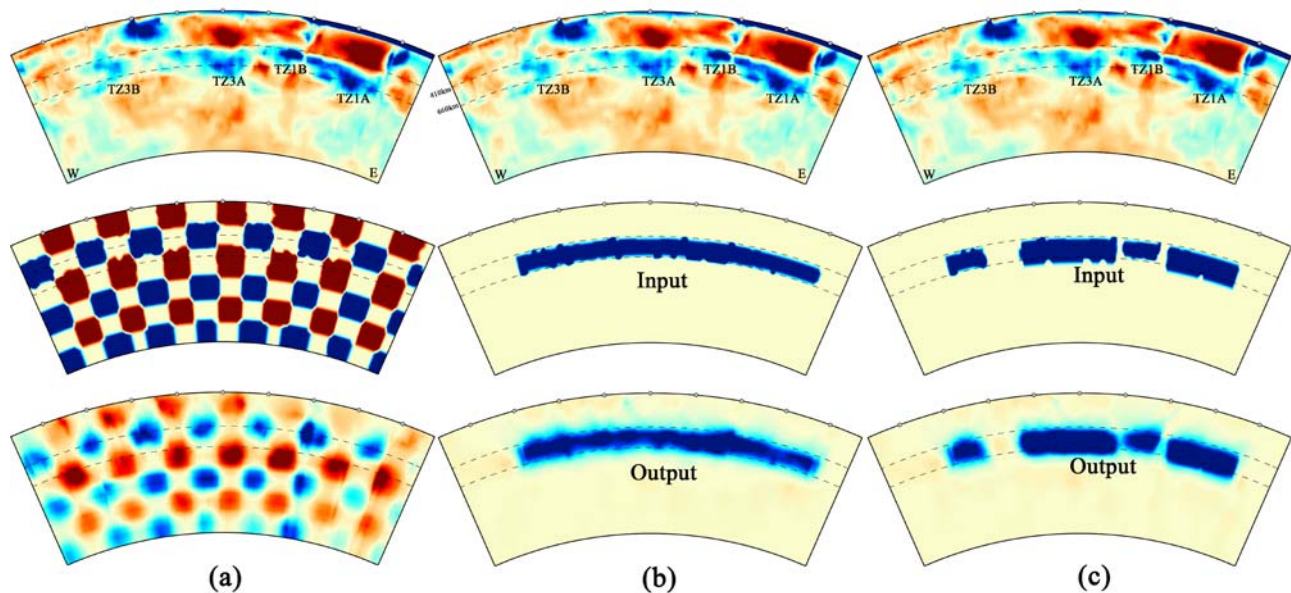 TZ3B TZ3A TZ1B TZ1A
W E
410km
660km
TZ3B TZ3A TZ1B TZ1A
W E
TZ3B TZ3A TZ1B TZ1A
W E
Input
Input
Output
Output
(a) (b) (c)